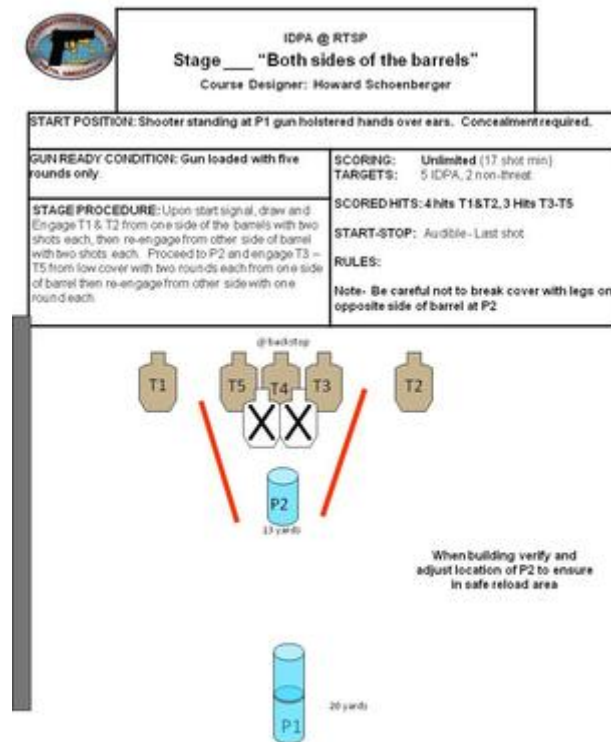 IDPA @ RTSP
Stage ___ "Both sides of the barrels"
Course Designer: Howard Schoenberger
START POSITION: Shooter standing at P1 gun holstered hands over ears. Concealment required.
GUN READY CONDITION: Gun loaded with five
rounds only.
STAGE PROCEDURE: Upon start signal, draw and
Engage T1 & T2 from one side of the barrels with two
shots each, then re-engage from other side of barrel
with two shots each. Proceed to P2 and engage T3 –
T5 from low cover with two rounds each from one side
of barrel then re-engage from other side with one
round each
SCORING: Unlimited (17 shot min)
TARGETS: 5 IDPA, 2 non-threat
SCORED HITS: 4 hits T1&T2, 3 Hits T3-T5
START-STOP: Audible - Last shot
RULES:
Note- Be careful not to break cover with legs on
opposite side of barrel at P2
@ backstop
T1
T5
T4
T3
T2
X
X
P2
13 yards
When building verify and
adjust location of P2 to ensure
in safe reload area
20 yards
P1